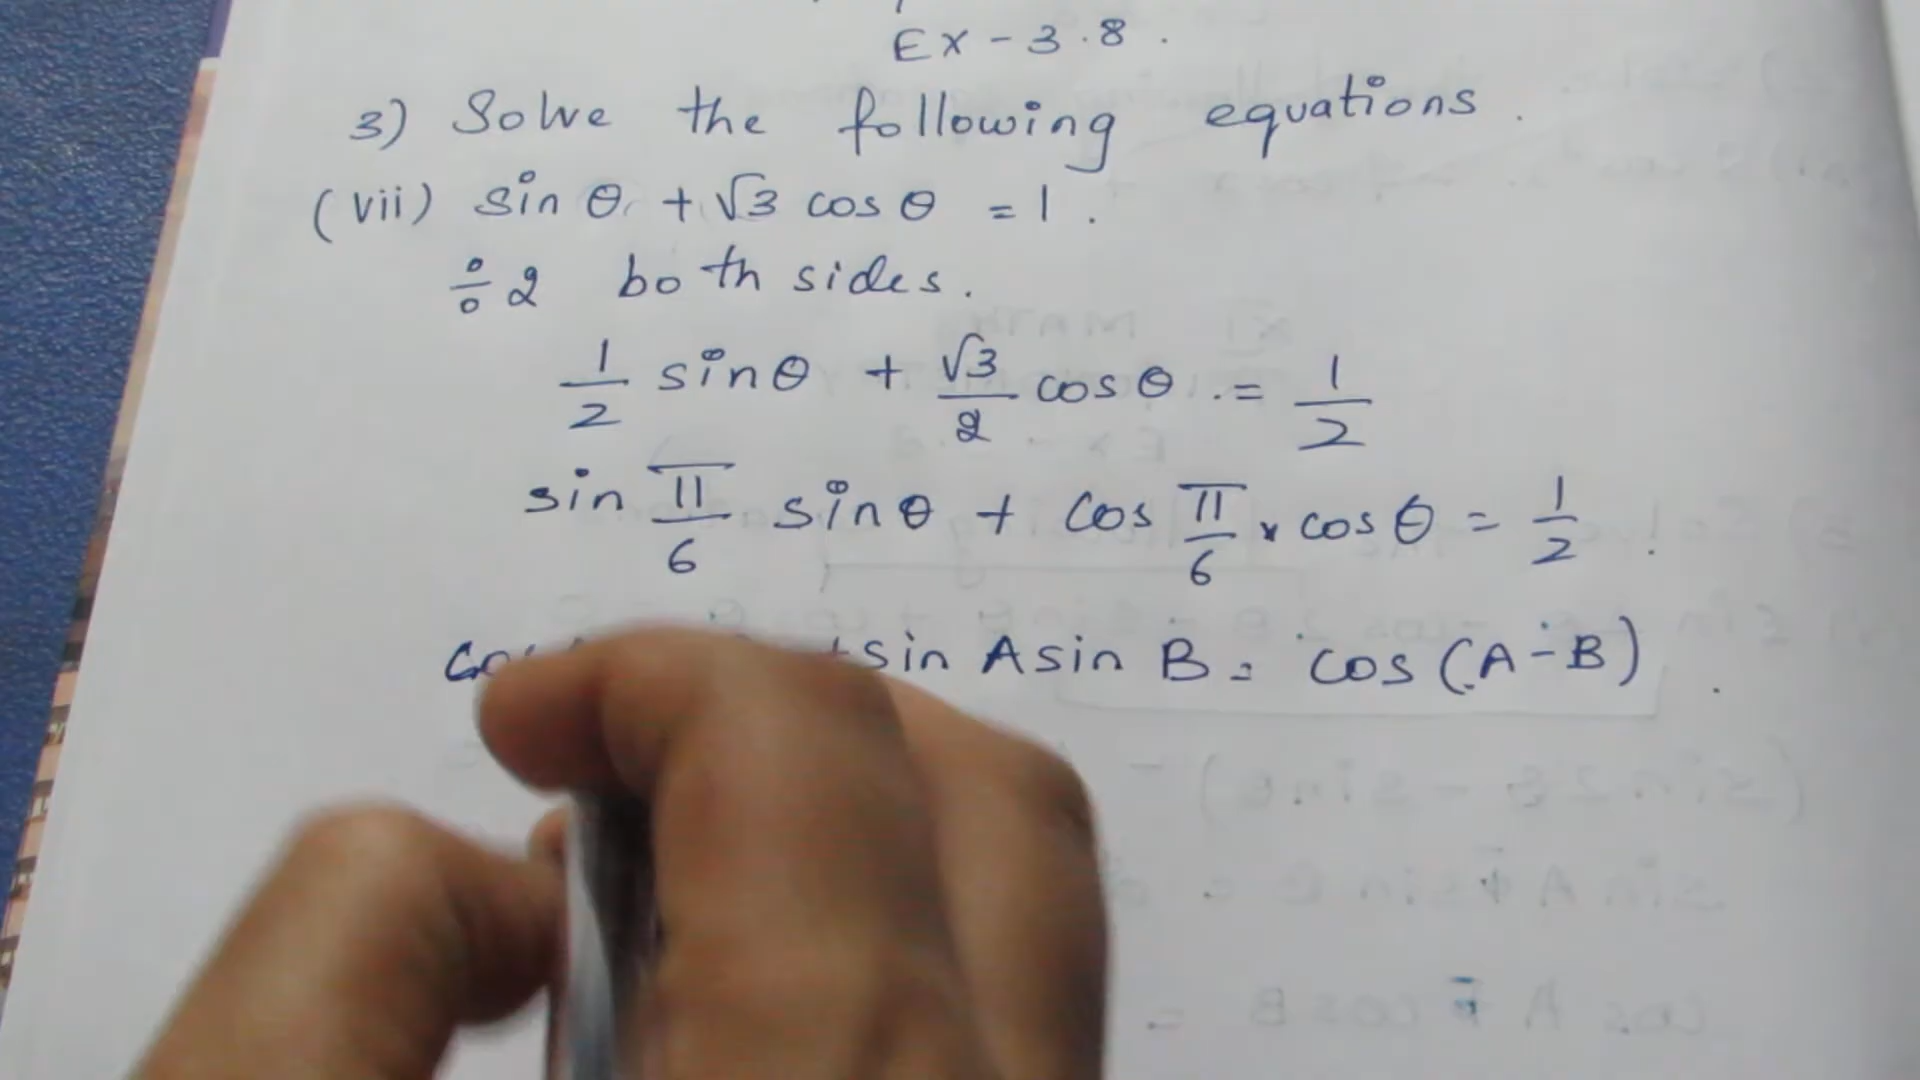 Ex - 3.8.
3) Solve the following equations.
(vii) sin θ + √3 cos θ = 1.
÷ 2 both sides.
1/2 sin θ + √3/2 cos θ = 1/2
sin π/6 sin θ + cos π/6 × cos θ = 1/2.
+ sin A sin B = cos (A - B).